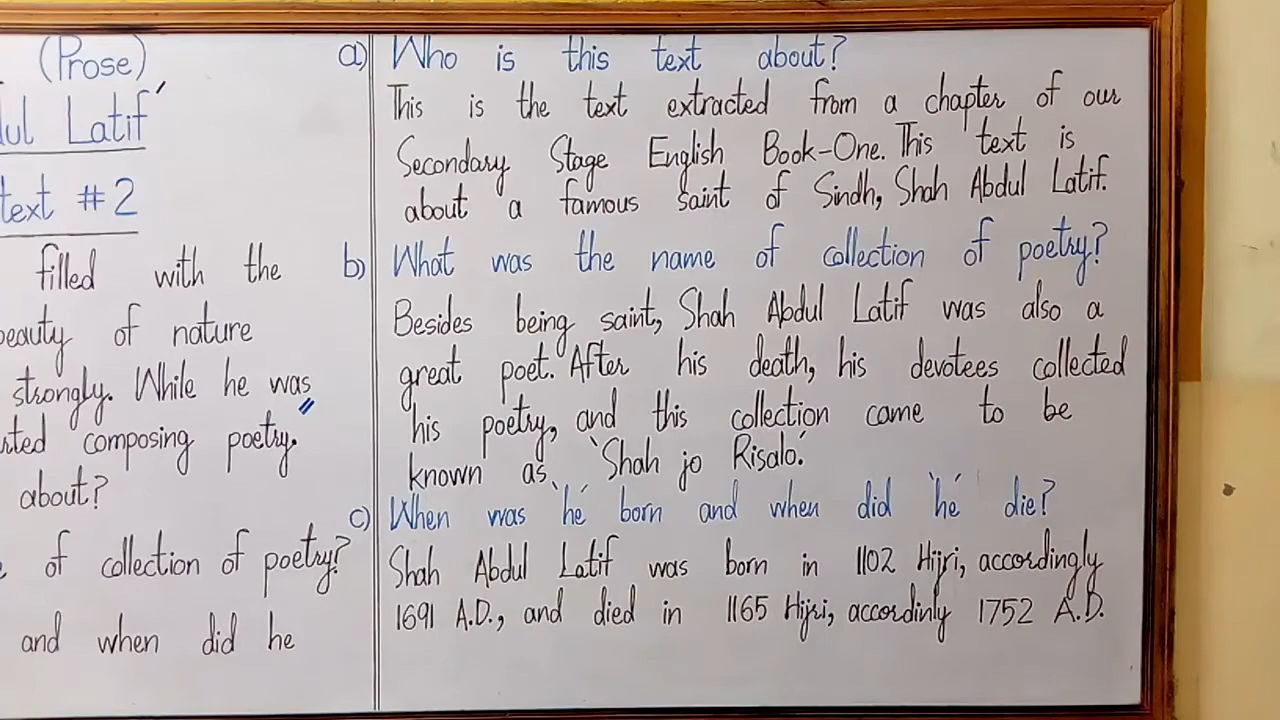 (Prose)
Latif'
text #2
filled with the
beauty of nature
strongly. While he was
composing poetry.
about?
of collection of poetry?
and when did he
a) Who is this text about?
This is the text extracted from a chapter of our
Secondary Stage English Book-One. This text is
about a famous saint of Sindh, Shah Abdul Latif.
b) What was the name of collection of poetry?
Besides being saint, Shah Abdul Latif was also a
great poet. After his death, his devotees collected
his poetry, and this collection came to be
known as, 'Shah jo Risalo.'
c) When was 'he' born and when did 'he' die?
Shah Abdul Latif was born in 1102 Hijri, accordingly
1691 A.D., and died in 1165 Hijri, accordinly 1752 A.D.